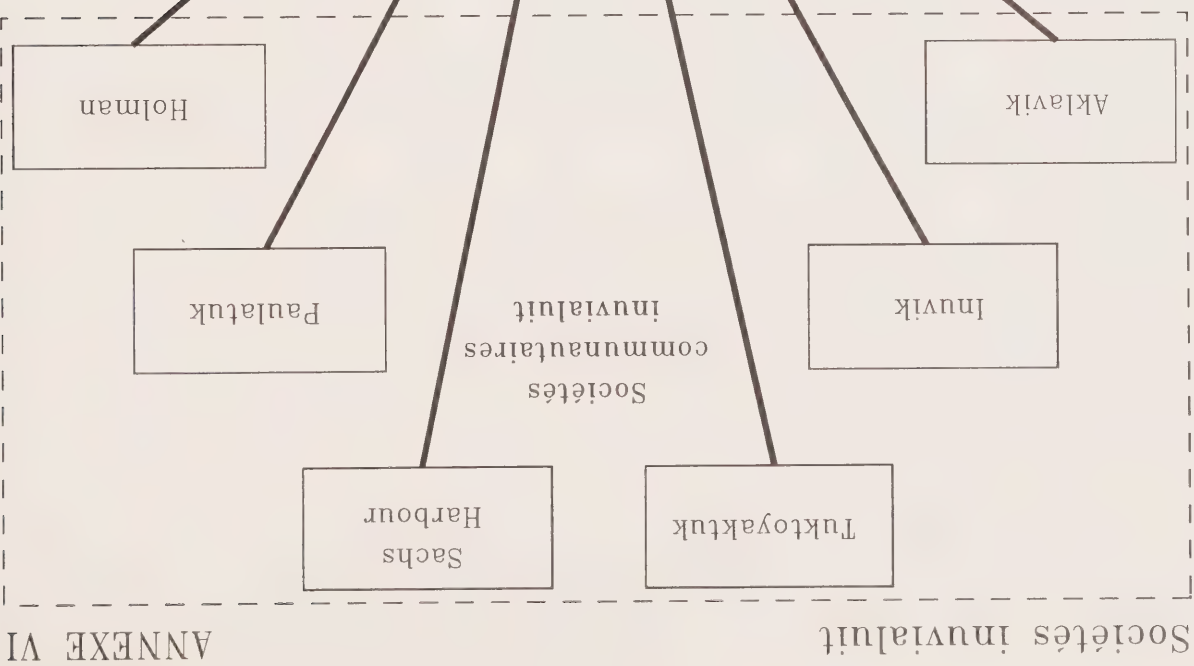 Sociétés inuvialuit
ANNEXE VI
Tuktoyaktuk
Sachs
Harbour
Sociétés
communautaires
inuvialuit
Inuvik
Paulatuk
Aklavik
Holman